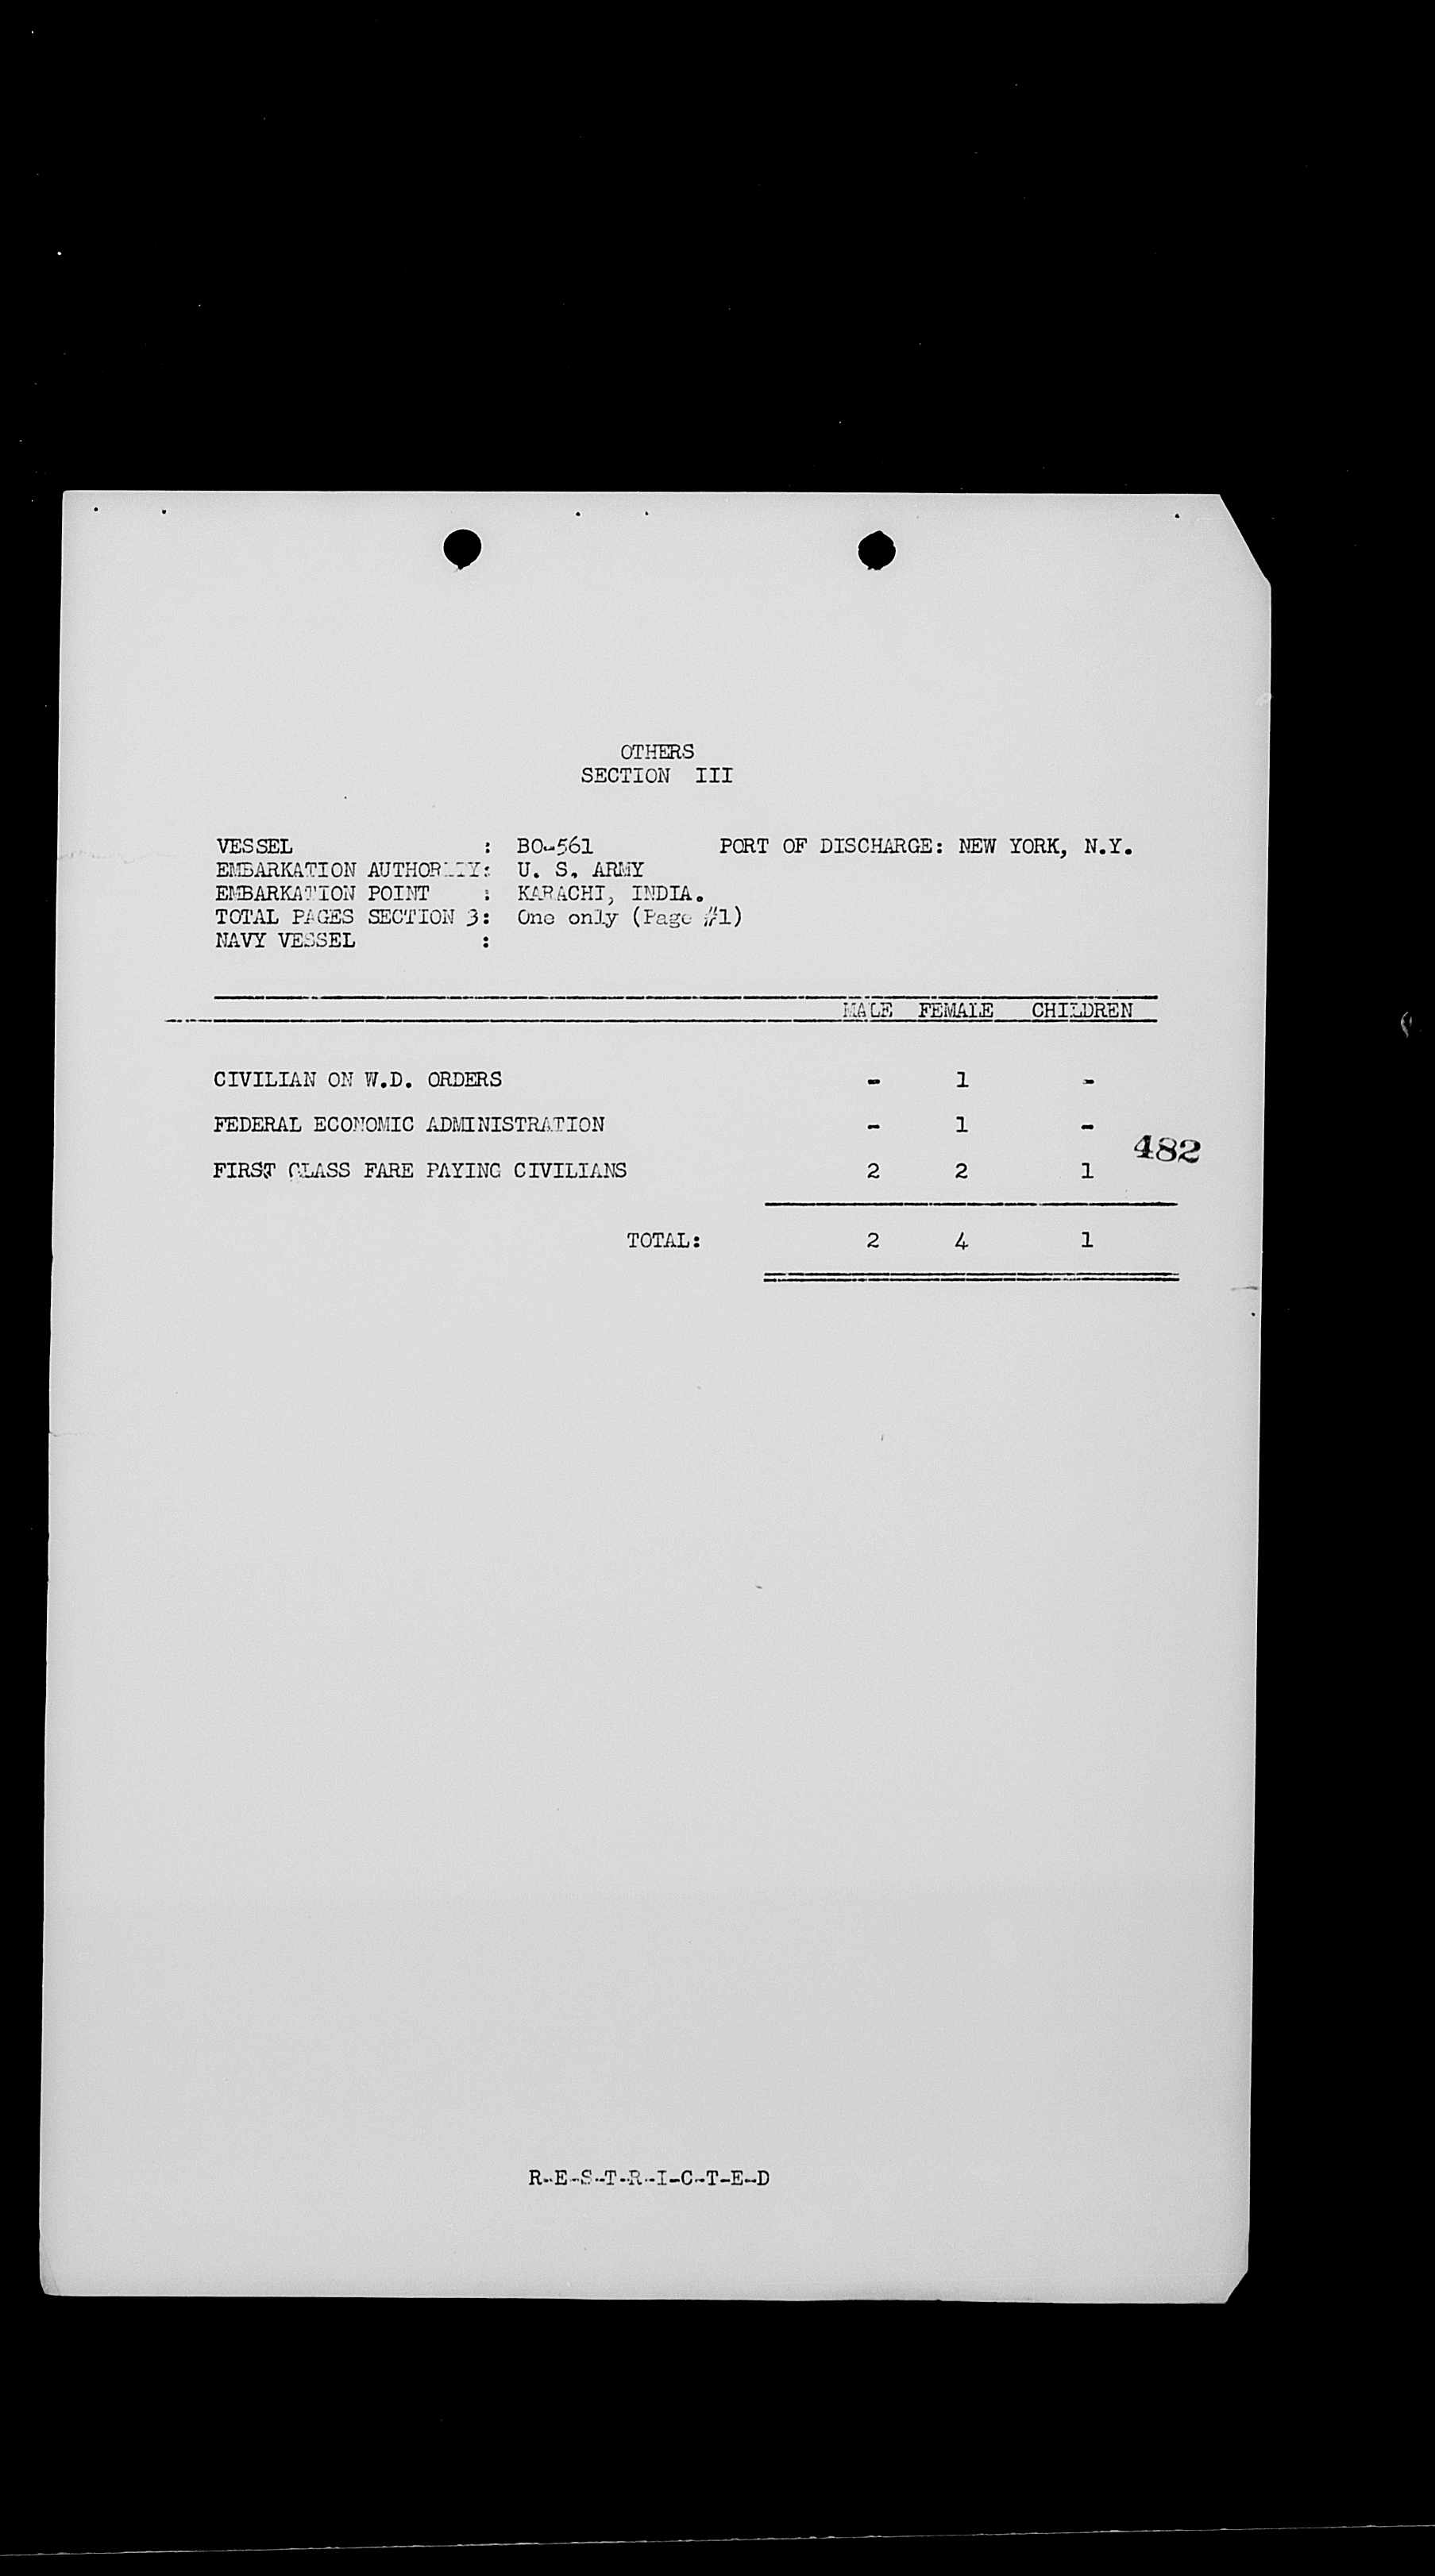 OTHERS
SECTION III
VESSEL : BO-561 PORT OF DISCHARGE: NEW YORK, N.Y.
EMBARKATION AUTHORITY: U. S. ARMY
EMBARKATION POINT : KARACHI, INDIA.
TOTAL PAGES SECTION 3: One only (Page #1)
NAVY VESSEL :
MALE FEMALE CHILDREN
CIVILIAN ON W.D. ORDERS - 1 -
FEDERAL ECONOMIC ADMINISTRATION - 1 -
482
FIRST CLASS FARE PAYING CIVILIANS 2 2 1
TOTAL: 2 4 1
R-E-S-T-R-I-C-T-E-D